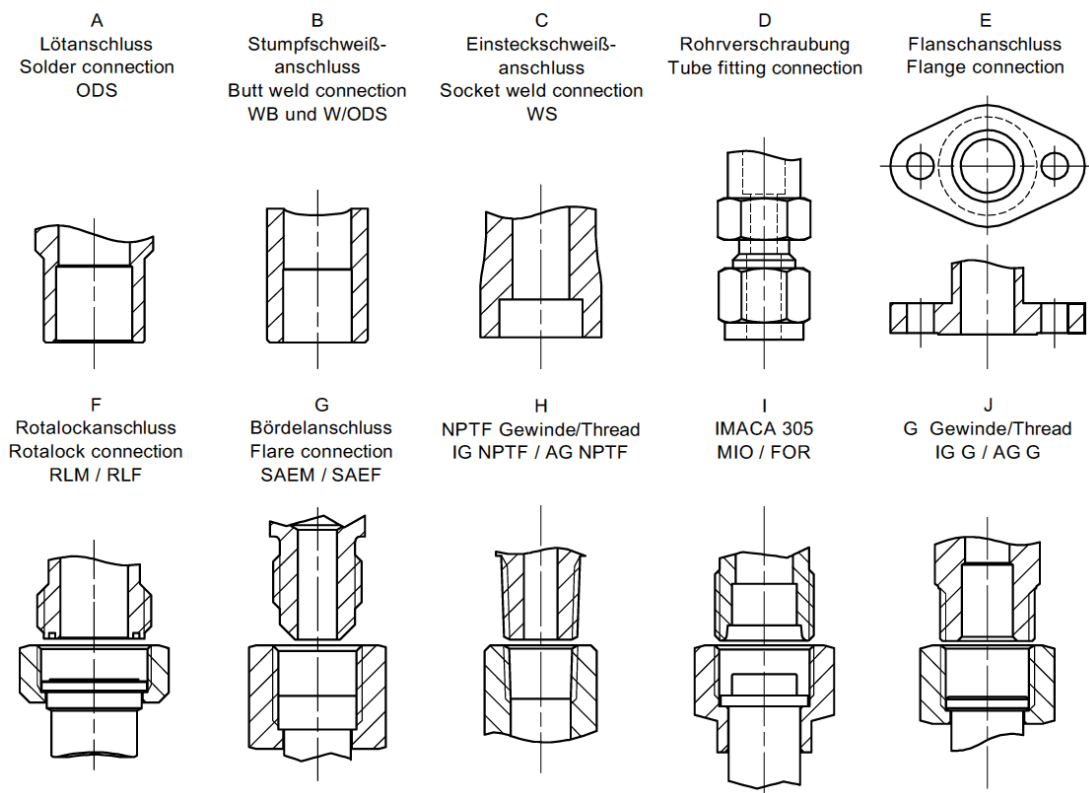 A
Lötanschluss
Solder connection
ODS
B
Stumpfschweiß-
anschluss
Butt weld connection
WB und W/ODS
C
Einsteckschweiß-
anschluss
Socket weld connection
WS
D
Rohrverschraubung
Tube fitting connection
E
Flanschanschluss
Flange connection
F
Rotalockanschluss
Rotalock connection
RLM / RLF
G
Bördelanschluss
Flare connection
SAEM / SAEF
H
NPTF Gewinde/Thread
IG NPTF / AG NPTF
I
IMACA 305
MIO / FOR
J
G Gewinde/Thread
IG G / AG G